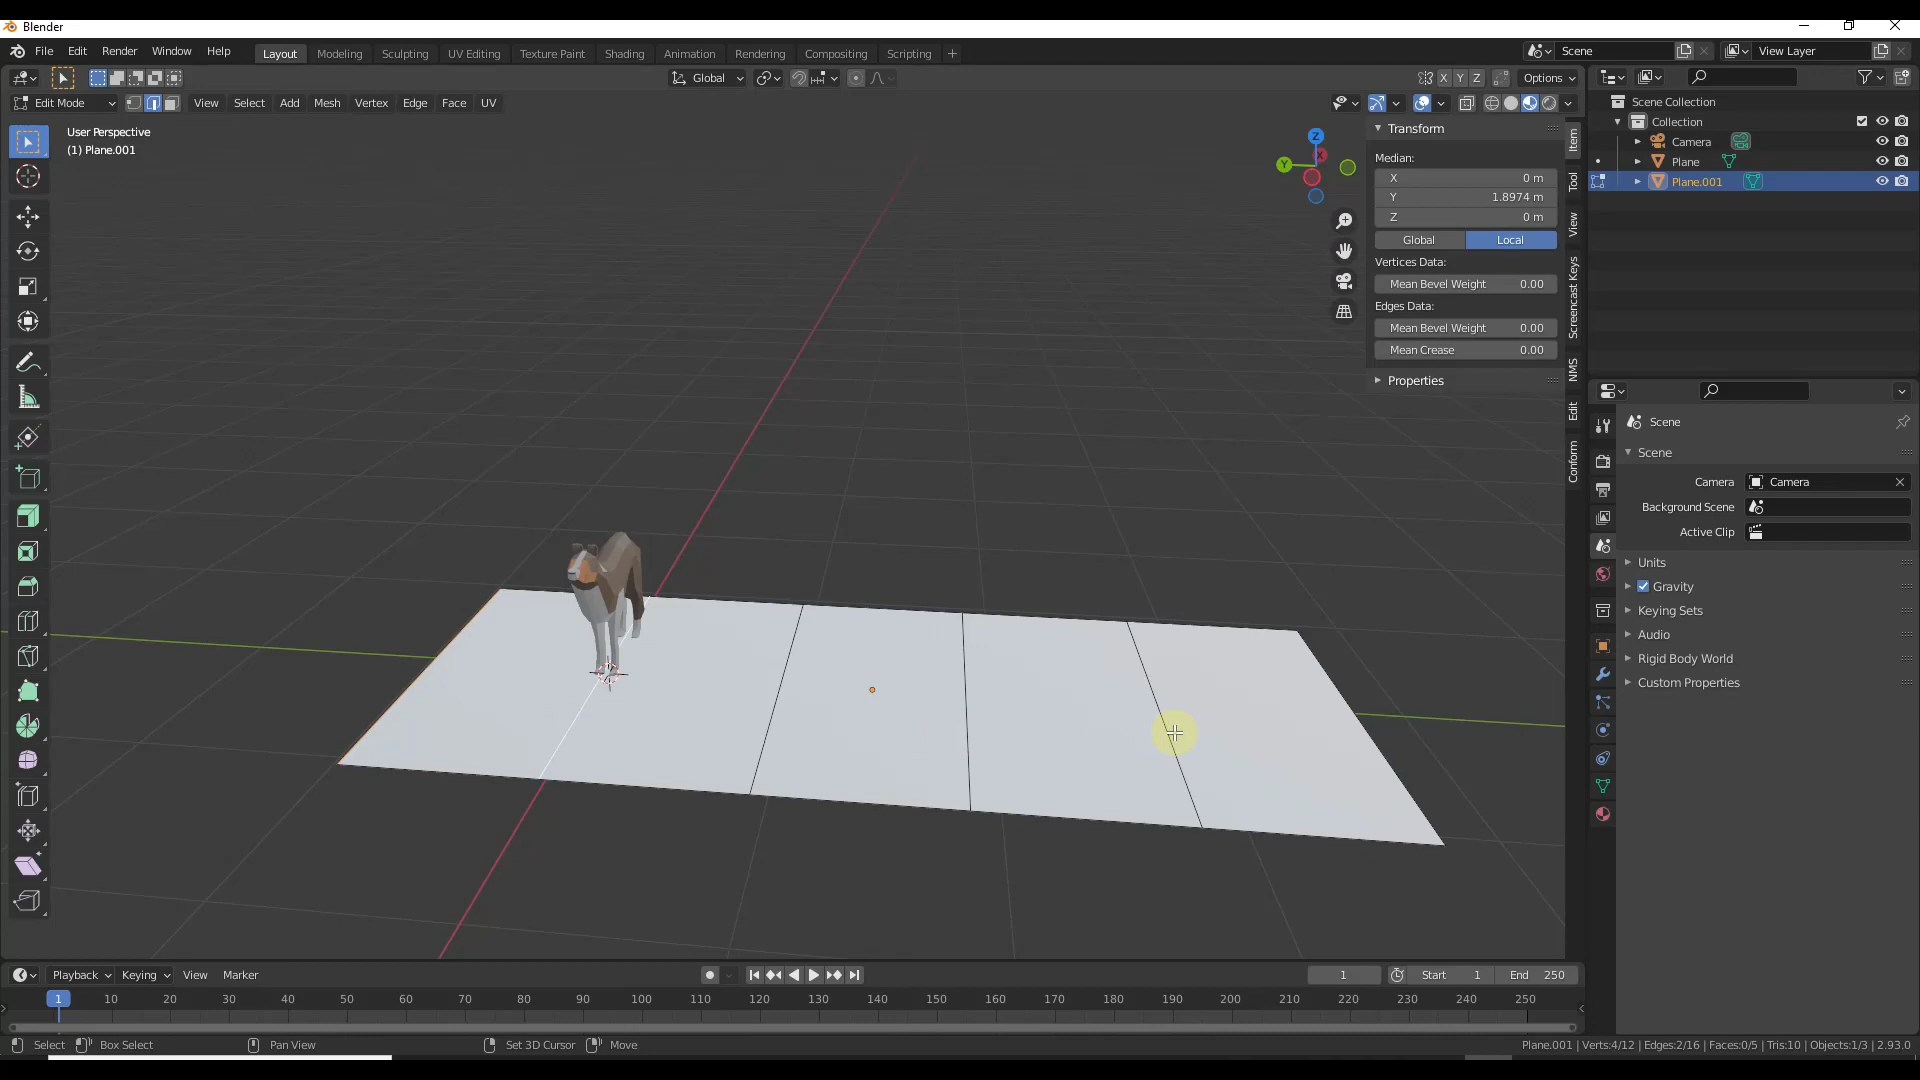 Blender
File Edit Render Window Help
Layout Modeling Sculpting UV Editing Texture Paint Shading Animation Rendering Compositing Scripting +
Scene View Layer
Global Options
X Y Z
Edit Mode View Select Add Mesh Vertex Edge Face UV
User Perspective
(1) Plane.001
Z
Y
X
Transform
Median:
X 0 m
Y 1.8974 m
Z 0 m
Global Local
Vertices Data:
Mean Bevel Weight 0.00
Edges Data:
Mean Bevel Weight 0.00
Mean Crease 0.00
Properties
Item
Tool
View
Screencast Keys
NMS
Edit
Conform
Scene Collection
Collection
Camera
Plane
Plane.001
Scene
Scene
Camera Camera
Background Scene
Active Clip
Units
Gravity
Keying Sets
Audio
Rigid Body World
Custom Properties
Playback Keying View Marker
1 Start 1 End 250
1 10 20 30 40 50 60 70 80 90 100 110 120 130 140 150 160 170 180 190 200 210 220 230 240 250
Select Box Select Pan View Set 3D Cursor Move
Plane.001 | Verts:4/12 | Edges:2/16 | Faces:0/5 | Tris:10 | Objects:1/3 | 2.93.0